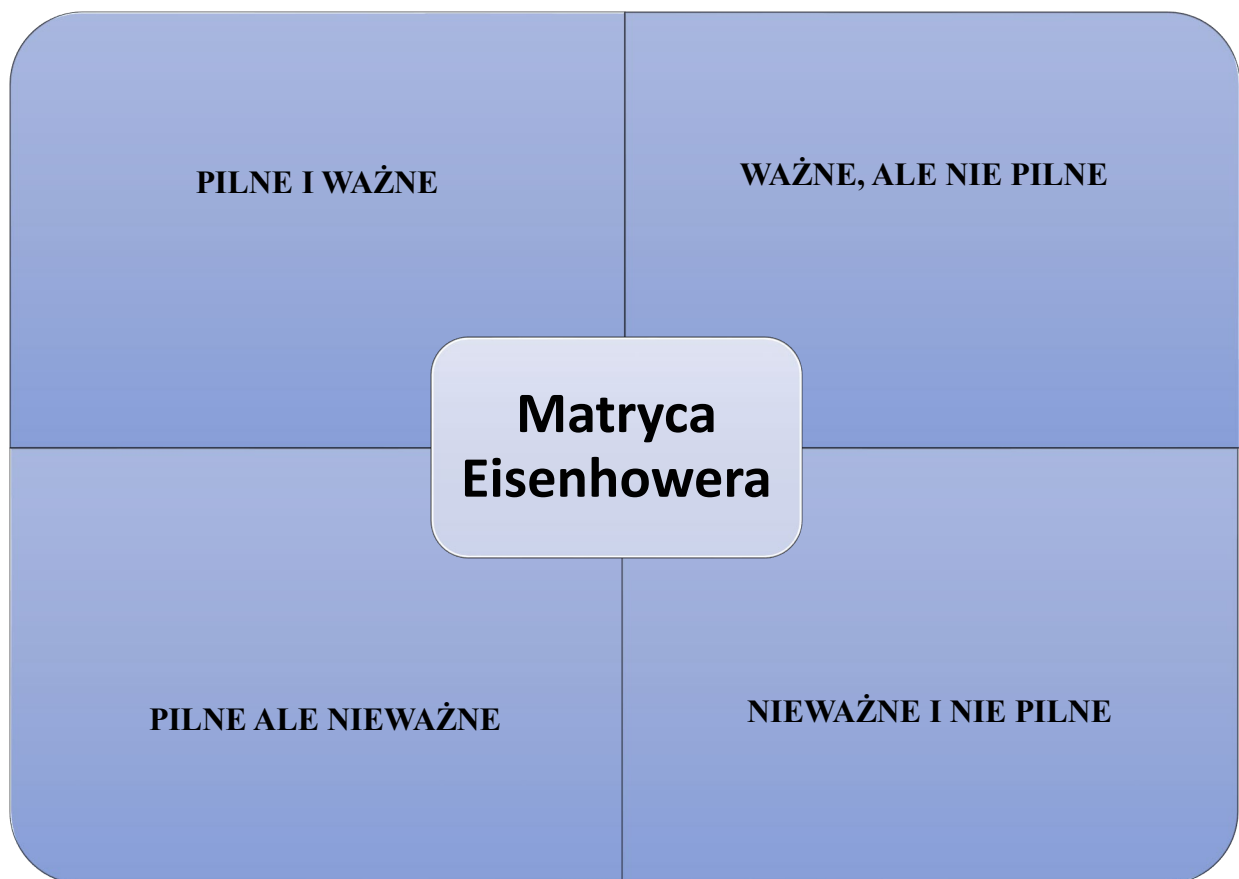 PILNE I WAŻNE
WAŻNE, ALE NIE PILNE
Matryca
Eisenhowera
PILNE ALE NIEWAŻNE
NIEWAŻNE I NIE PILNE